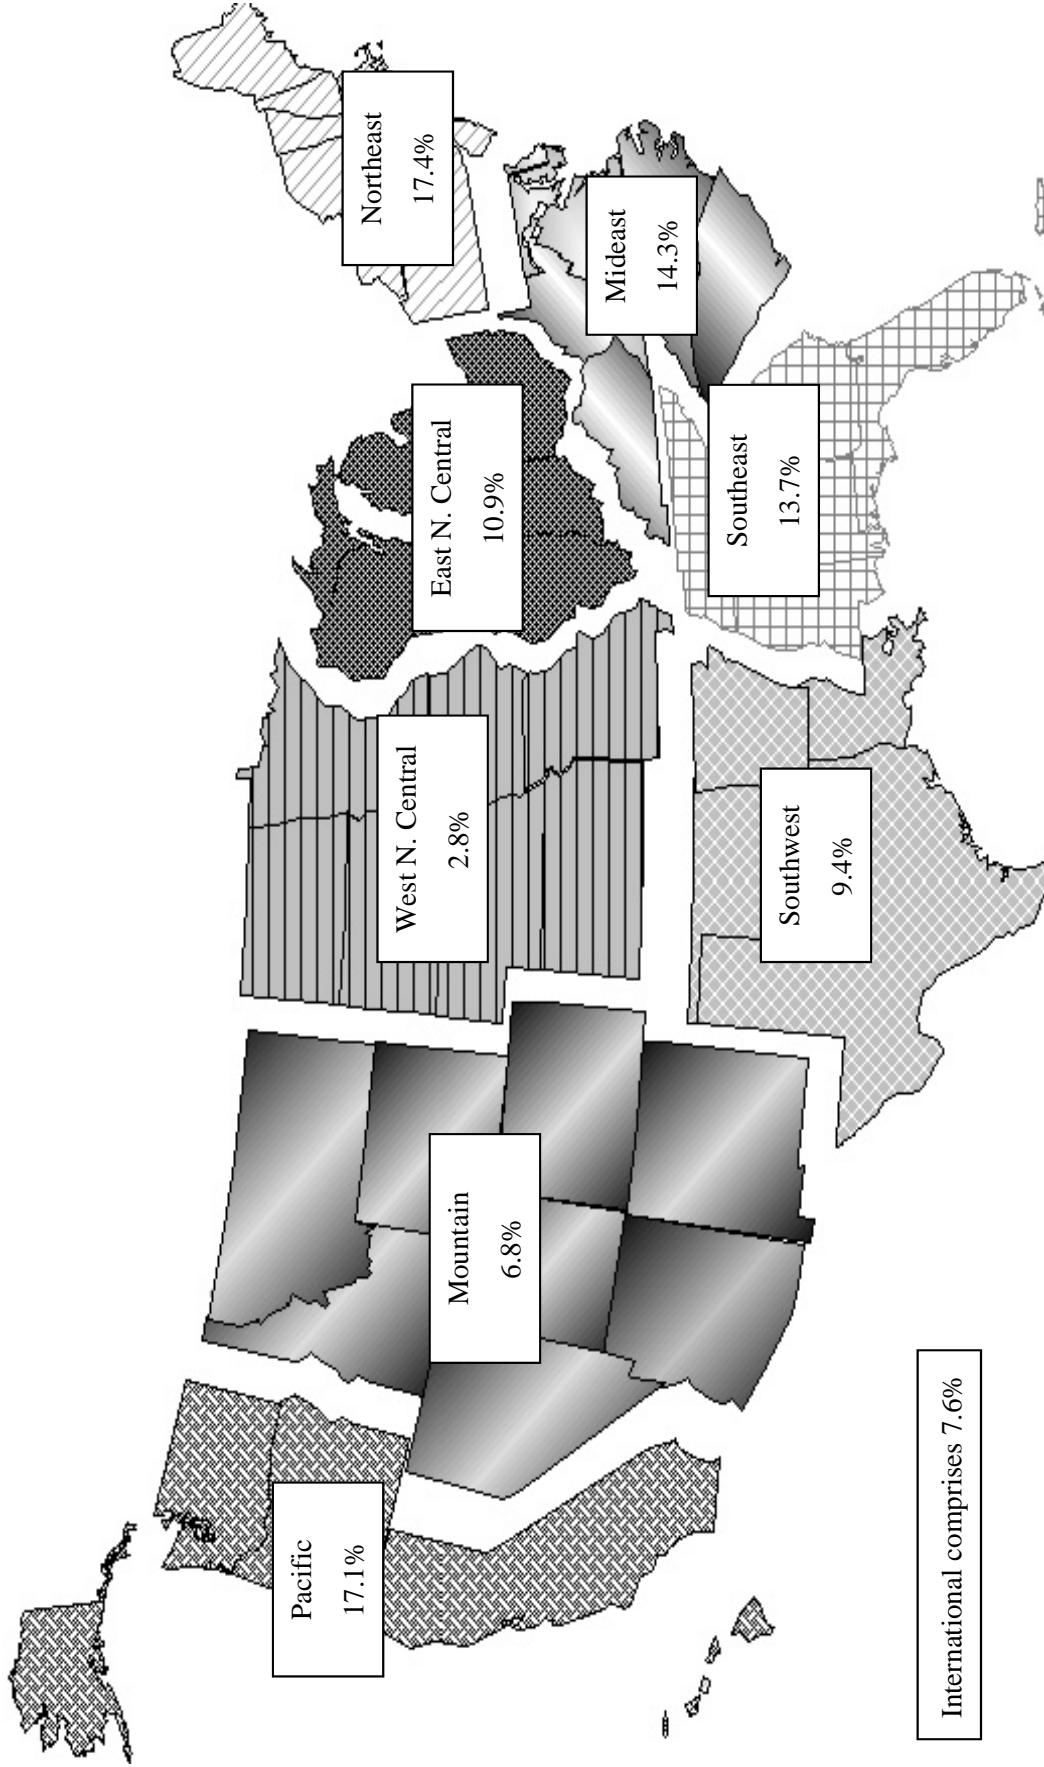 Pacific
17.1%
Mountain
6.8%
West N. Central
2.8%
East N. Central
10.9%
Northeast
17.4%
Mideast
14.3%
Southeast
13.7%
Southwest
9.4%
International comprises 7.6%